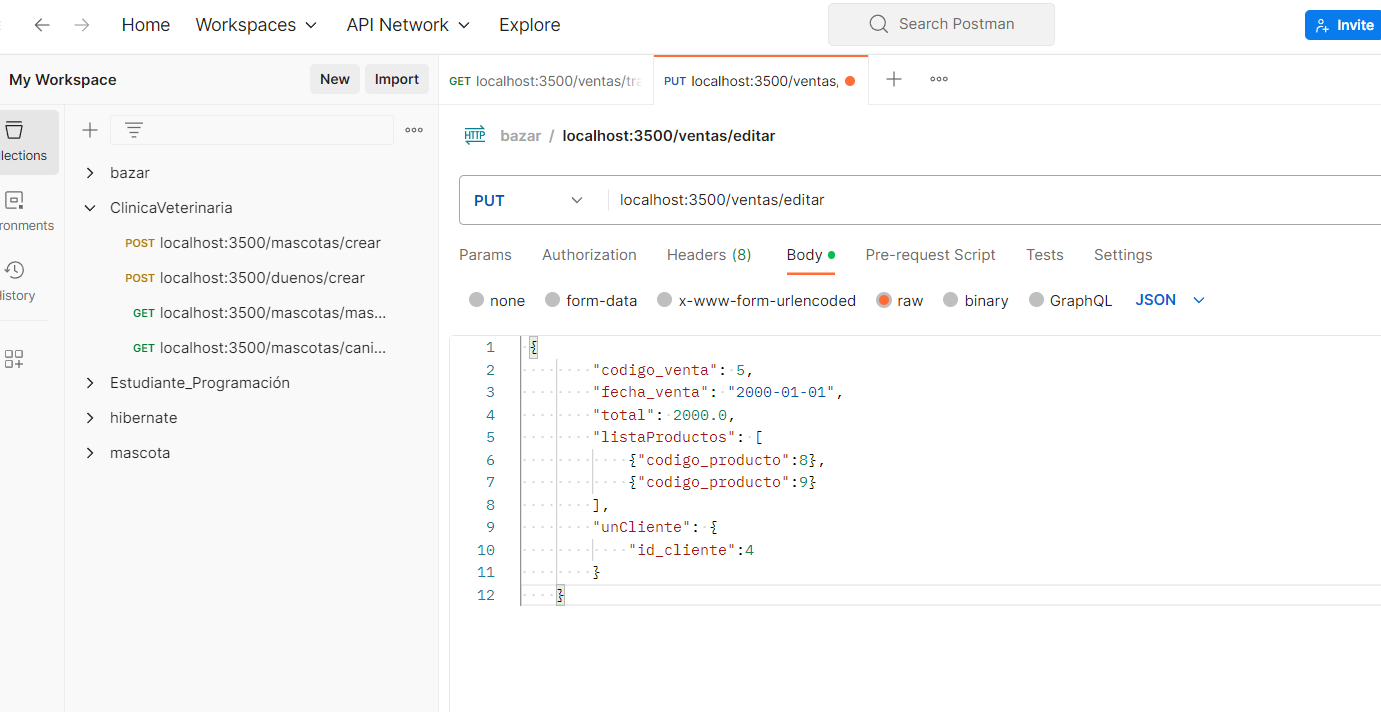 Home Workspaces API Network Explore Search Postman Invite
My Workspace New Import
GET localhost:3500/ventas/tra PUT localhost:3500/ventas,
lections
ronments
History
bazar
ClinicaVeterinaria
POST localhost:3500/mascotas/crear
POST localhost:3500/duenos/crear
GET localhost:3500/mascotas/mas...
GET localhost:3500/mascotas/cani...
Estudiante_Programación
hibernate
mascota
HTTP bazar / localhost:3500/ventas/editar
PUT localhost:3500/ventas/editar
Params Authorization Headers (8) Body Pre-request Script Tests Settings
none form-data x-www-form-urlencoded raw binary GraphQL JSON
1 {
2 "codigo_venta": 5,
3 "fecha_venta": "2000-01-01",
4 "total": 2000.0,
5 "listaProductos": [
6 {"codigo_producto":8},
7 {"codigo_producto":9}
8 ],
9 "unCliente": {
10 "id_cliente":4
11 }
12 }